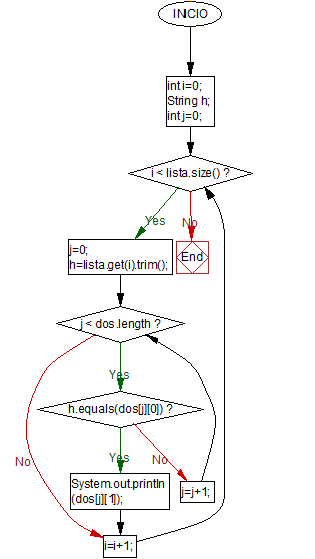 INICIO
int i=0;
String h;
int j=0;
i < lista.size() ?
Yes
No
End
j=0;
h=lista.get(i).trim();
j < dos.length ?
Yes
h.equals(dos[j][0]) ?
No
Yes
No
System.out.println
(dos[j][1]);
j=j+1;
i=i+1;